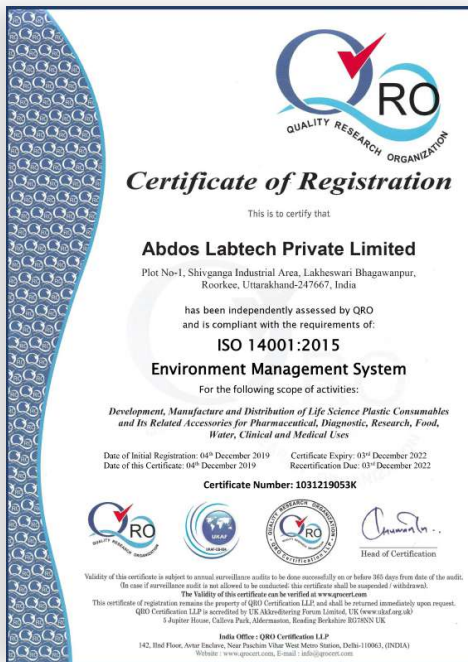 QRO
QUALITY RESEARCH ORGANIZATION
Certificate of Registration
This is to certify that
Abdos Labtech Private Limited
Plot No-1, Shivganga Industrial Area, Lakheswari Bhagawanpur,
Roorkee, Uttarakhand-247667, India
has been independently assessed by QRO
and is compliant with the requirements of:
ISO 14001:2015
Environment Management System
For the following scope of activities:
Development, Manufacture and Distribution of Life Science Plastic Consumables
and Its Related Accessories for Pharmaceutical, Diagnostic, Research, Food,
Water, Clinical and Medical Uses
Date of Initial Registration: 04th December 2019 Certificate Expiry: 03rd December 2022
Date of this Certificate: 04th December 2019 Recertification Due: 03rd December 2022
Certificate Number: 1031219053K
QRO
QUALITY RESEARCH ORGANIZATION
UKAF
QUALITY RESEARCH ORGANIZATION
QRO
QRO Certification LLP
Head of Certification
Validity of this certificate is subject to annual surveillance audits to be done successfully on or before 365 days from date of the audit.
(In case if surveillance audit is not allowed to be conducted; this certificate shall be suspended / withdrawn).
The Validity of this certificate can be verified at www.qrocert.com
This certificate of registration remains the property of QRO Certification LLP, and shall be returned immediately upon request.
QRO Certification LLP is accredited by UK Akkreditering Forum Limited, UK (www.ukaf.org.uk)
5 Jupiter House, Calleva Park, Aldermaston, Reading Berkshire RG78NN UK
India Office : QRO Certification LLP
142, IInd Floor, Avtar Enclave, Near Paschim Vihar West Metro Station, Delhi-110063, (INDIA)
Website : www.qrocert.com, E-mail : info@qrocert.com